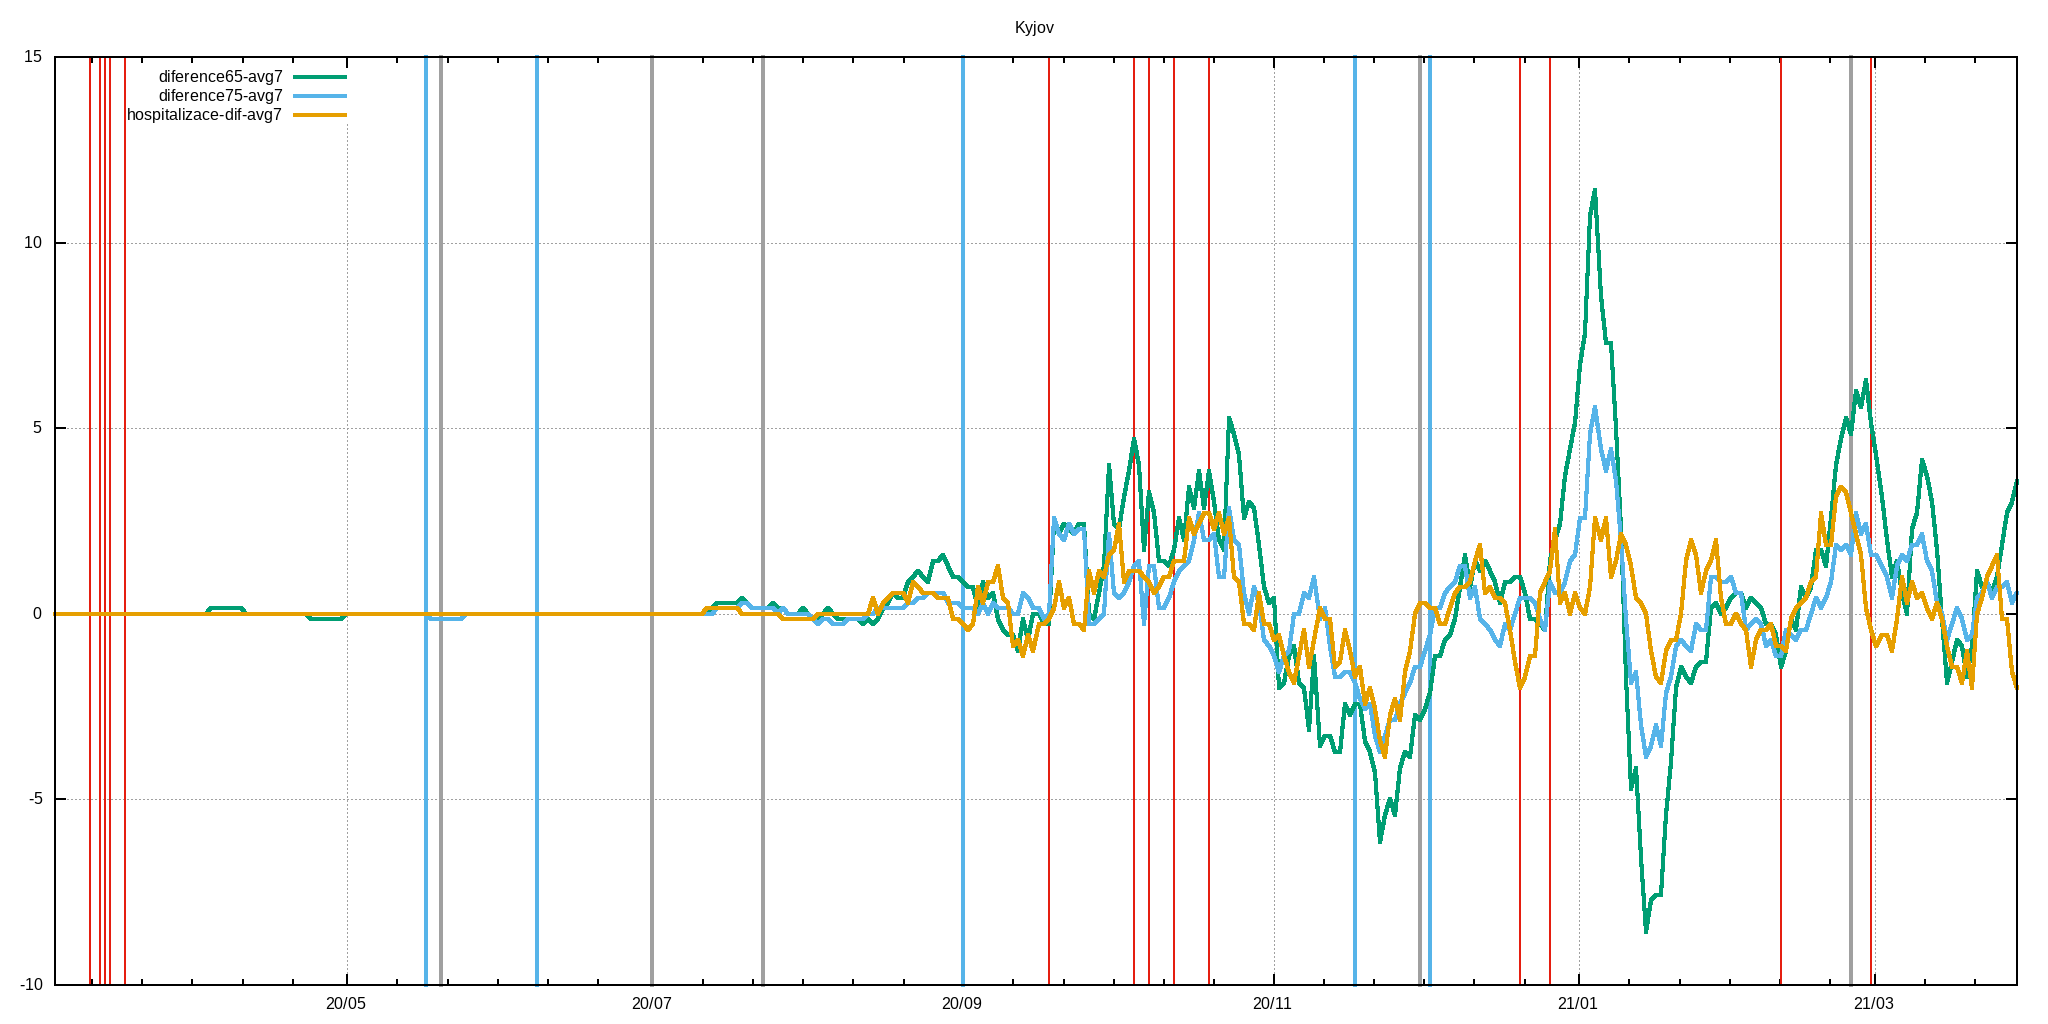 Kyjov
15
diference65-avg7
diference75-avg7
hospitalizace-dif-avg7
10
5
0
-5
-10
20/05 20/07 20/09 20/11 21/01 21/03